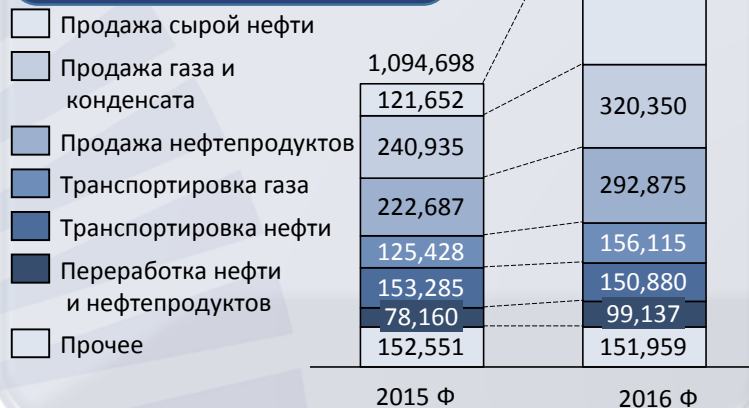 Продажа сырой нефти
Продажа газа и
конденсата
Продажа нефтепродуктов
Транспортировка газа
Транспортировка нефти
Переработка нефти
и нефтепродуктов
Прочее
1,094,698
121,652
240,935
222,687
125,428
153,285
78,160
152,551
2015 Ф
320,350
292,875
156,115
150,880
99,137
151,959
2016 Ф